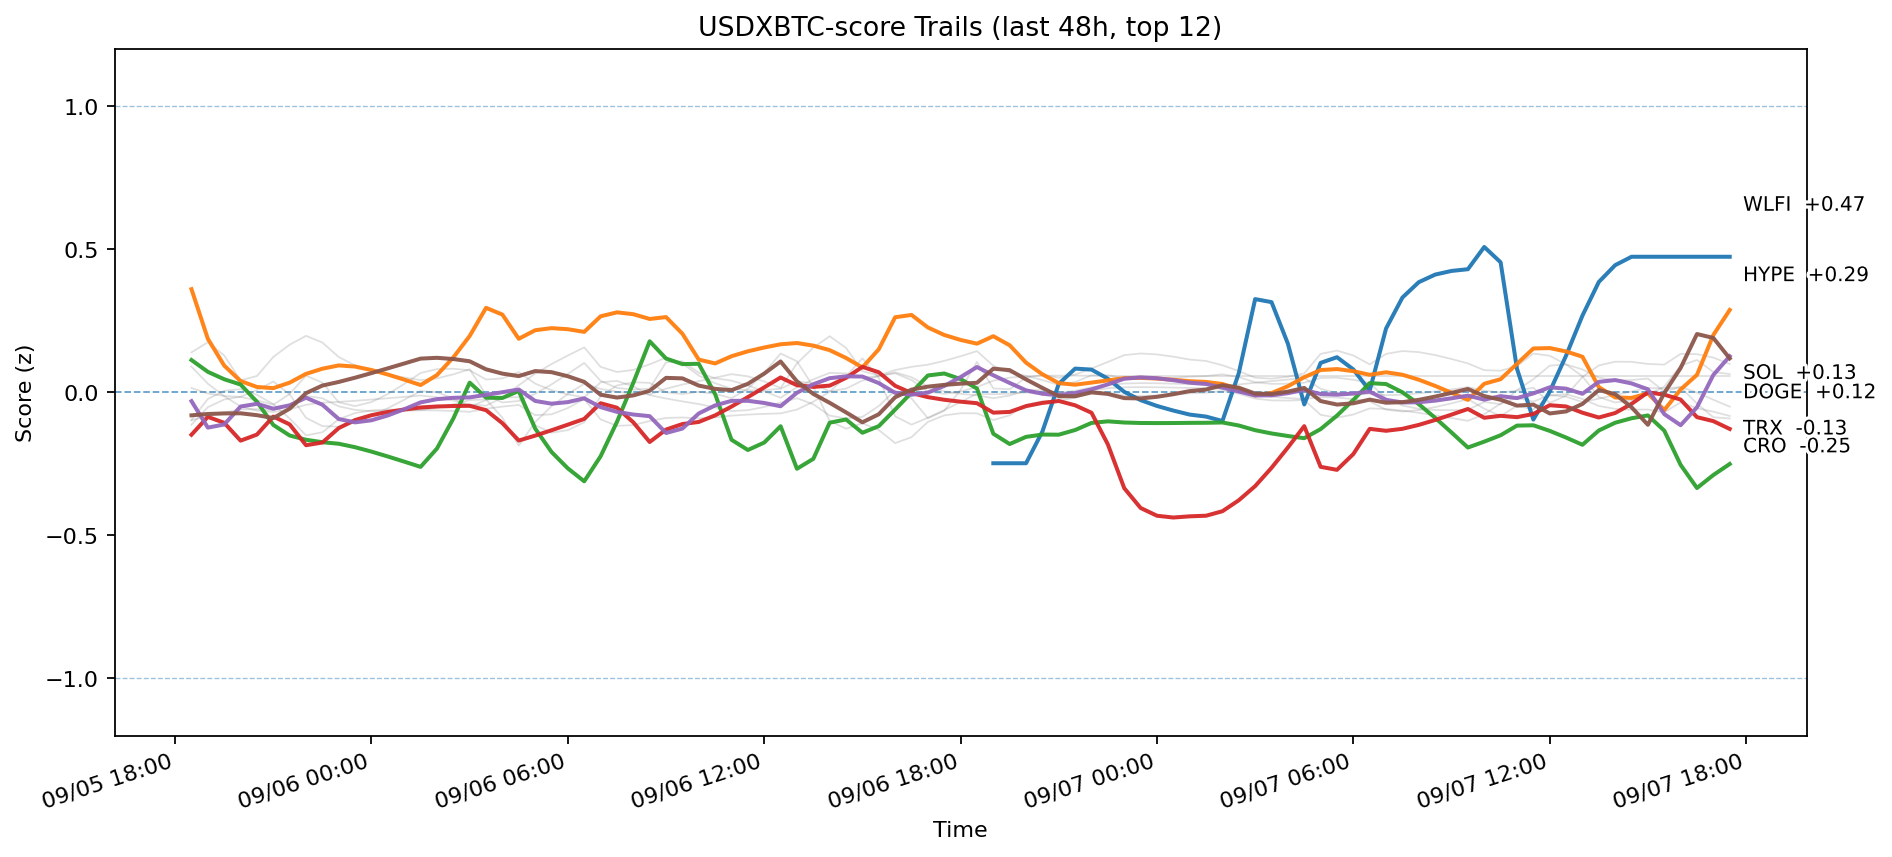 USDXBTC-score Trails (last 48h, top 12)
Score (z)
1.0
0.5
0.0
−0.5
−1.0
WLFI +0.47
HYPE +0.29
SOL +0.13
DOGE +0.12
TRX -0.13
CRO -0.25
09/05 18:00
09/06 00:00
09/06 06:00
09/06 12:00
09/06 18:00
09/07 00:00
09/07 06:00
09/07 12:00
09/07 18:00
Time